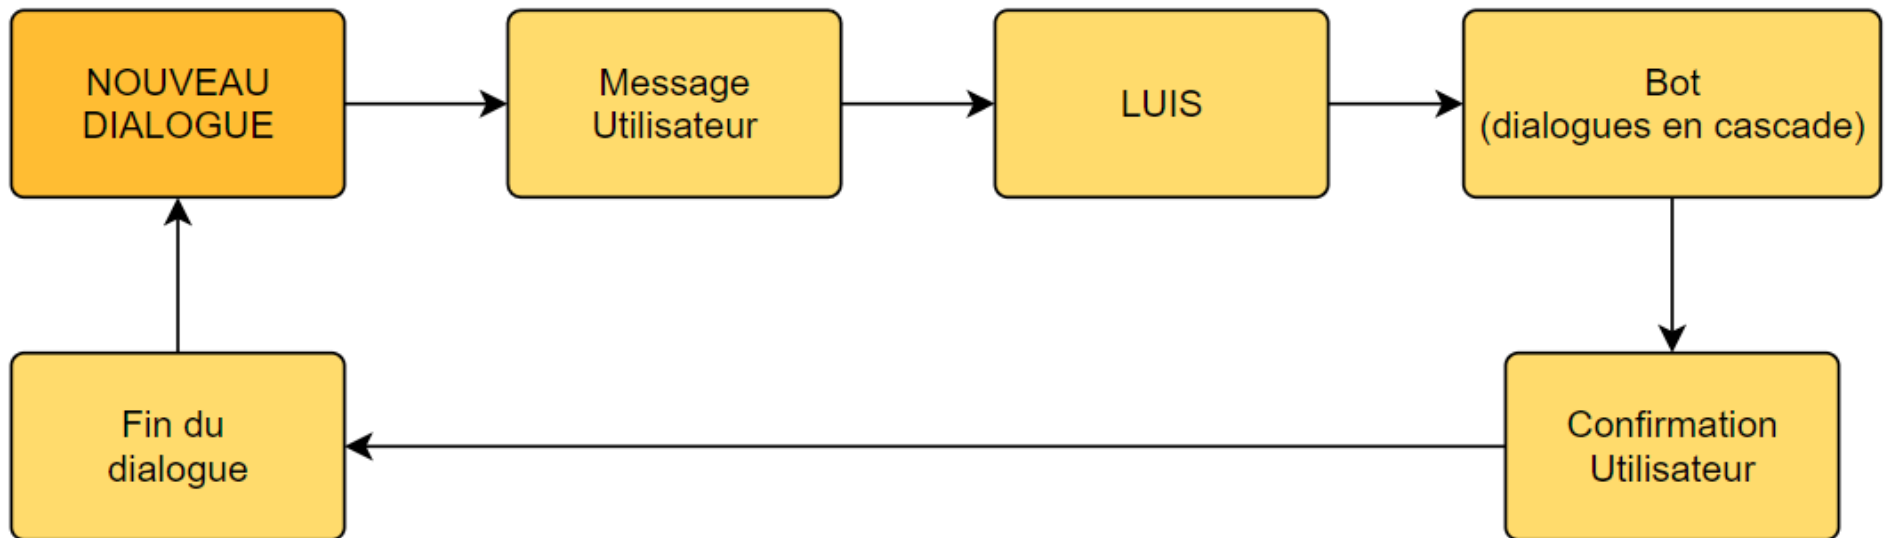 NOUVEAU
DIALOGUE
Message
Utilisateur
LUIS
Bot
(dialogues en cascade)
Confirmation
Utilisateur
Fin du
dialogue